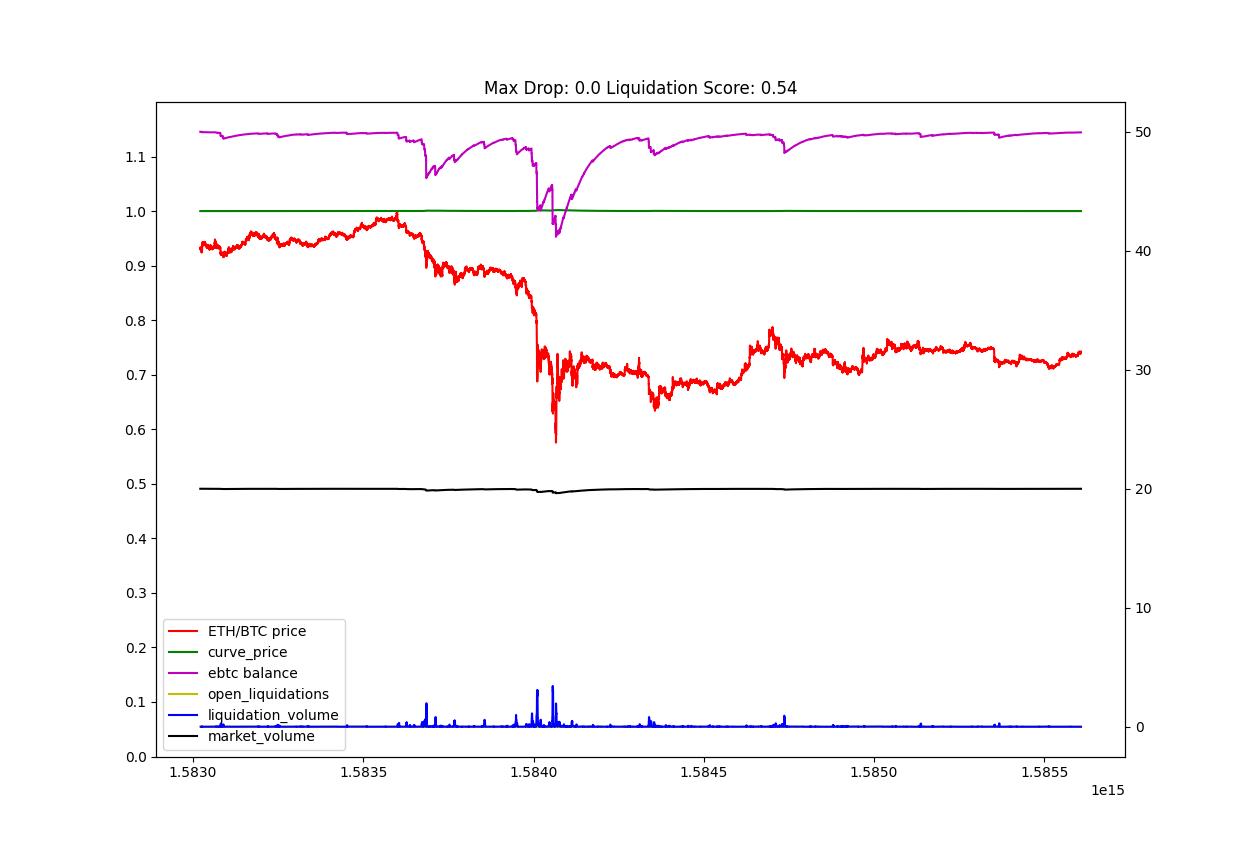 Max Drop: 0.0 Liquidation Score: 0.54
1.1
1.0
0.9
0.8
0.7
0.6
0.5
0.4
0.3
0.2
0.1
0.0
50
40
30
20
10
0
ETH/BTC price
curve_price
ebtc balance
open_liquidations
liquidation_volume
market_volume
1.5830 1.5835 1.5840 1.5845 1.5850 1.5855
1e15